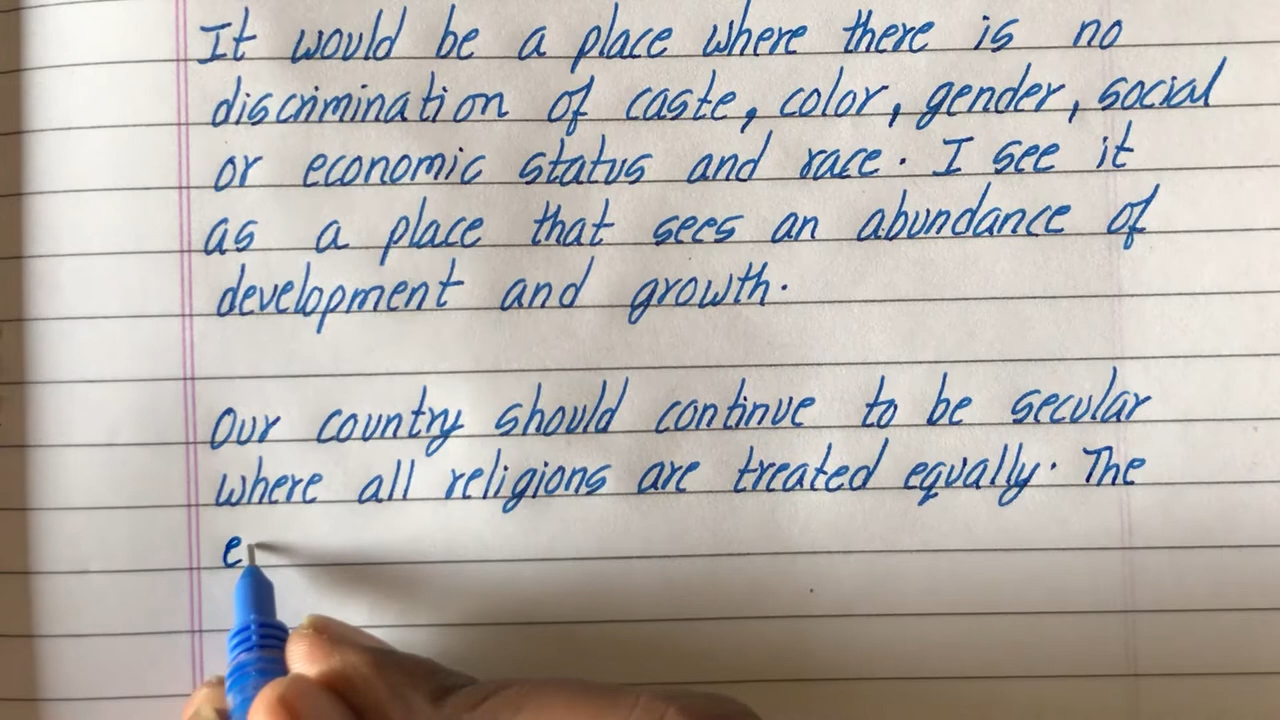 It would be a place where there is no
discrimination of caste, color, gender, social
or economic status and race. I see it
as a place that sees an abundance of
development and growth.
Our country should continue to be secular
where all religions are treated equally. The
e